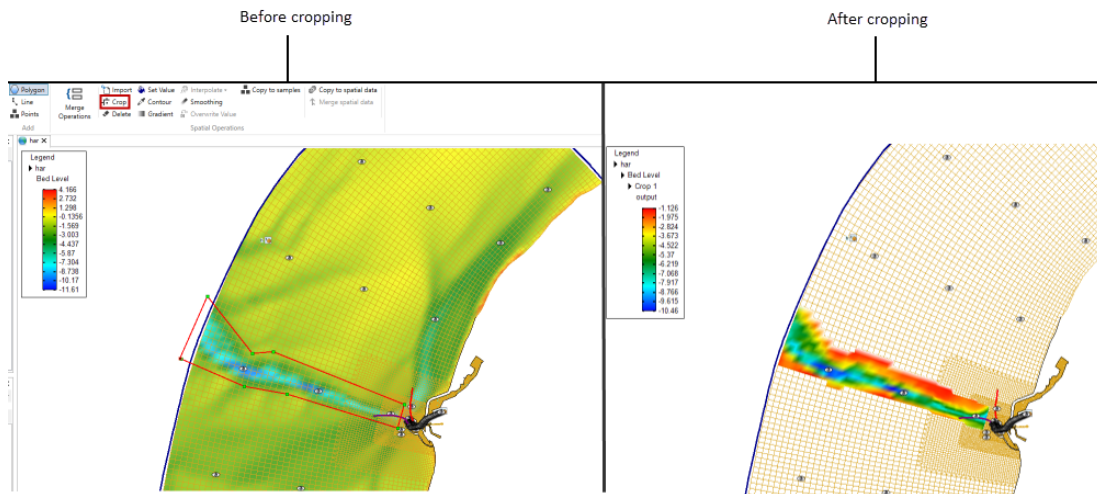 Before cropping
After cropping
Polygon
Line
Points
Add
Merge
Operations
Import
Crop
Delete
Set Value
Contour
Gradient
Interpolate
Smoothing
Overwrite Value
Copy to samples
Spatial Operations
Copy to spatial data
Merge spatial data
har
Legend
har
Bed Level
4.166
2.732
1.298
-0.1356
-1.569
-3.003
-4.437
-5.87
-7.304
-8.738
-10.17
-11.61
Legend
har
Bed Level
Crop 1
output
-1.126
-1.975
-2.824
-3.673
-4.522
-5.37
-6.219
-7.068
-7.917
-8.766
-9.615
-10.46